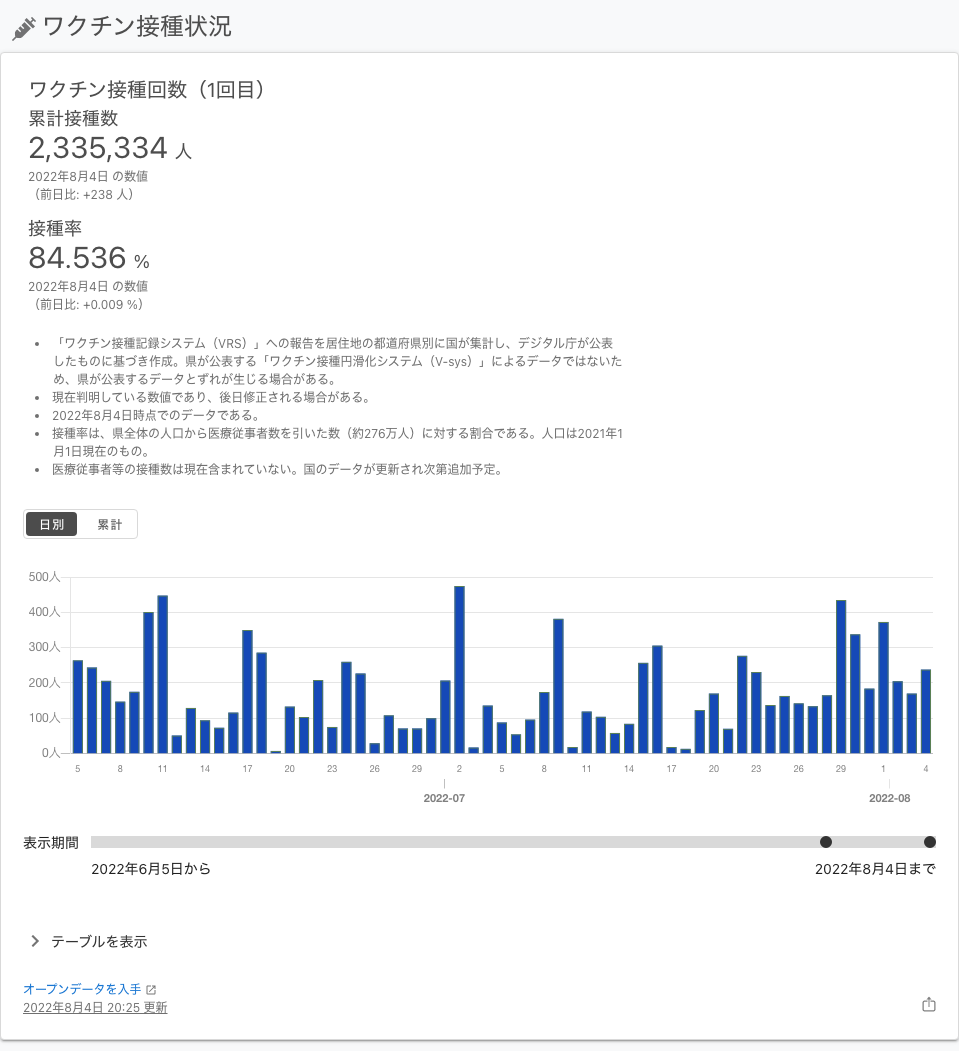 ワクチン接種状況
ワクチン接種回数（1回目）
累計接種数
2,335,334 人
2022年8月4日 の数値
（前日比: +238 人）
接種率
84.536 %
2022年8月4日 の数値
（前日比: +0.009 %）
• 「ワクチン接種記録システム（VRS）」への報告を居住地の都道府県別に国が集計し、デジタル庁が公表
したものに基づき作成。県が公表する「ワクチン接種円滑化システム（V-sys）」によるデータではないた
め、県が公表するデータとずれが生じる場合がある。
• 現在判明している数値であり、後日修正される場合がある。
• 2022年8月4日時点でのデータである。
• 接種率は、県全体の人口から医療従事者数を引いた数（約276万人）に対する割合である。人口は2021年1
月1日現在のもの。
• 医療従事者等の接種数は現在含まれていない。国のデータが更新され次第追加予定。
日別 累計
500人
400人
300人
200人
100人
0人
5 8 11 14 17 20 23 26 29 2 5 8 11 14 17 20 23 26 29 1 4
2022-07 2022-08
表示期間
2022年6月5日から 2022年8月4日まで
テーブルを表示
オープンデータを入手
2022年8月4日 20:25 更新